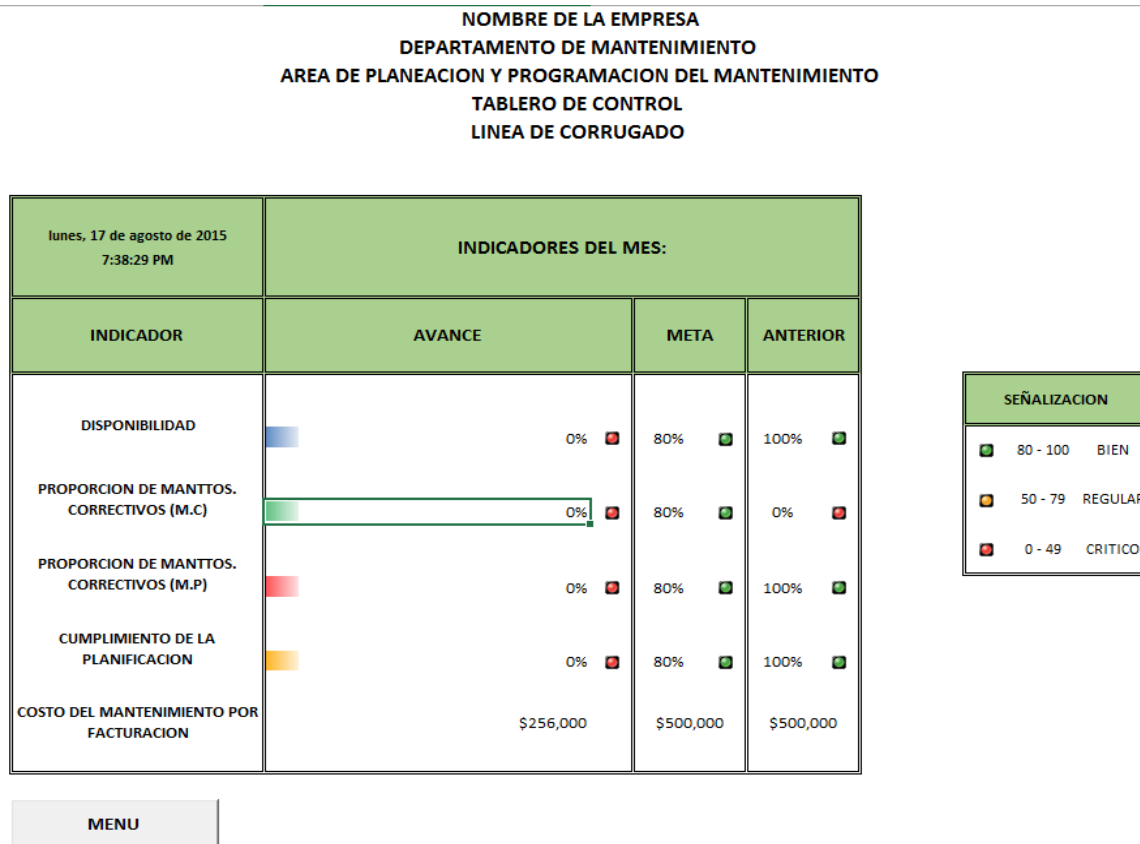 NOMBRE DE LA EMPRESA
DEPARTAMENTO DE MANTENIMIENTO
AREA DE PLANEACION Y PROGRAMACION DEL MANTENIMIENTO
TABLERO DE CONTROL
LINEA DE CORRUGADO
lunes, 17 de agosto de 2015
7:38:29 PM
INDICADORES DEL MES:
INDICADOR AVANCE META ANTERIOR
DISPONIBILIDAD
0% 80% 100%
PROPORCION DE MANTTOS.
CORRECTIVOS (M.C)
0% 80% 0%
PROPORCION DE MANTTOS.
CORRECTIVOS (M.P)
0% 80% 100%
CUMPLIMIENTO DE LA
PLANIFICACION
0% 80% 100%
COSTO DEL MANTENIMIENTO POR
FACTURACION
$256,000 $500,000 $500,000
SEÑALIZACION
80 - 100 BIEN
50 - 79 REGULAR
0 - 49 CRITICO
MENU